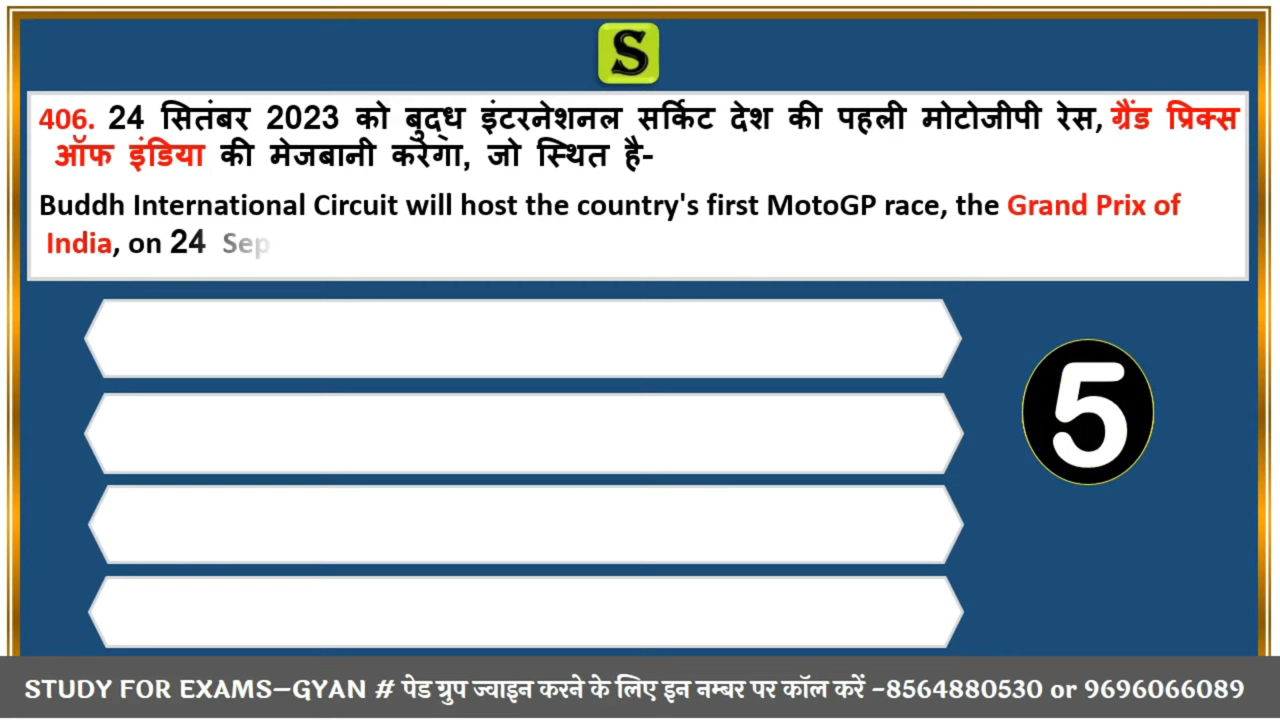 S
406. 24 सितंबर 2023 को बुद्ध इंटरनेशनल सर्किट देश की पहली मोटोजीपी रेस, ग्रैंड प्रिक्स
ऑफ इंडिया की मेजबानी करेगा, जो स्थित है-
Buddh International Circuit will host the country's first MotoGP race, the Grand Prix of
India, on 24 Sep
5
STUDY FOR EXAMS–GYAN # पेड ग्रुप ज्वाइन करने के लिए इन नम्बर पर कॉल करें –8564880530 or 9696066089